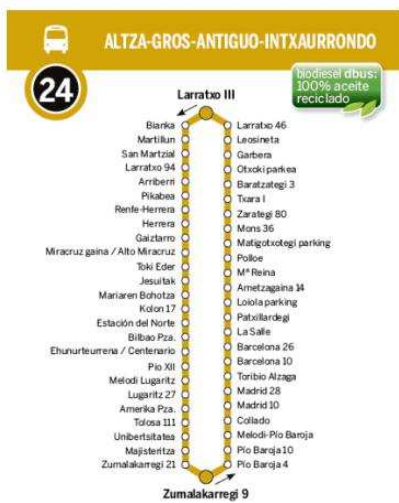 ALTZA-GROS-ANTIGUO-INTXAURRONDO
24
biodiesel dbus:
100% aceite
reciclado
Larratxo III
Bianka
Martillun
San Martzial
Larratxo 94
Arriberri
Pikabea
Renfe-Herrera
Herrera
Gaiztarro
Miracruz gaina / Alto Miracruz
Toki Eder
Jesuitak
Mariaren Bohotza
Kolon 17
Estación del Norte
Bilbao Pza.
Ehunurteurrena / Centenario
Pío XII
Melodi Lugaritz
Lugaritz 27
Amerika Pza.
Tolosa 111
Unibertsitatea
Majisteritza
Zumalakarregi 21
Larratxo 46
Leosineta
Garbera
Otxoki parkea
Baratzategi 3
Txara I
Zarategi 80
Mons 36
Matigotxotegi parking
Polloe
Mª Reina
Ametzagaina 14
Loiola parking
Patxillardegi
La Salle
Barcelona 26
Barcelona 10
Toribio Alzaga
Madrid 28
Madrid 10
Collado
Melodi-Pío Baroja
Pío Baroja 10
Pío Baroja 4
Zumalakarregi 9